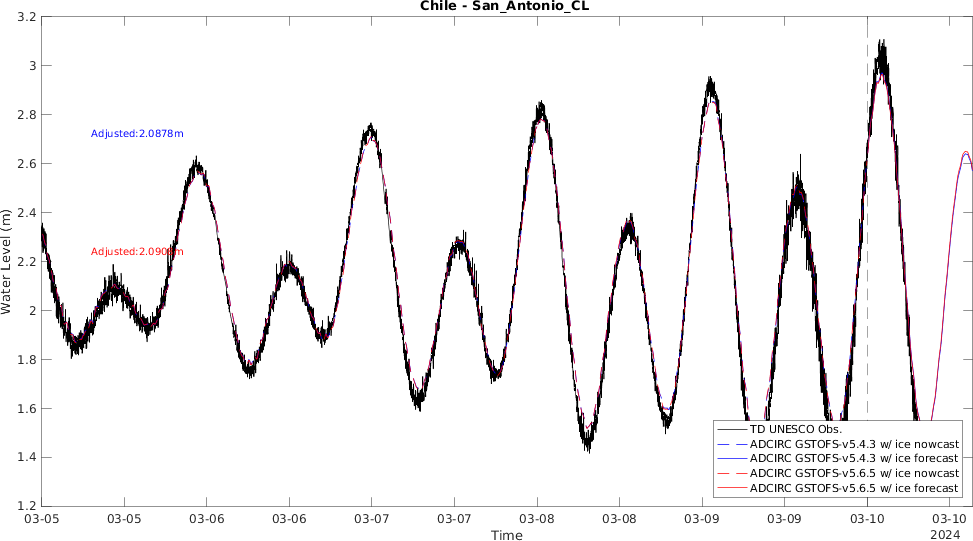 Chile - San_Antonio_CL
3.2
3
2.8
2.6
2.4
2.2
2
1.8
1.6
1.4
1.2
Water Level (m)
Adjusted:2.0878m
TD UNESCO Obs.
ADCIRC GSTOFS-v5.4.3 w/ ice nowcast
ADCIRC GSTOFS-v5.4.3 w/ ice forecast
ADCIRC GSTOFS-v5.6.5 w/ ice nowcast
ADCIRC GSTOFS-v5.6.5 w/ ice forecast
03-05 03-05 03-06 03-06 03-07 03-07 03-08 03-08 03-09 03-09 03-10 03-10
Time
2024